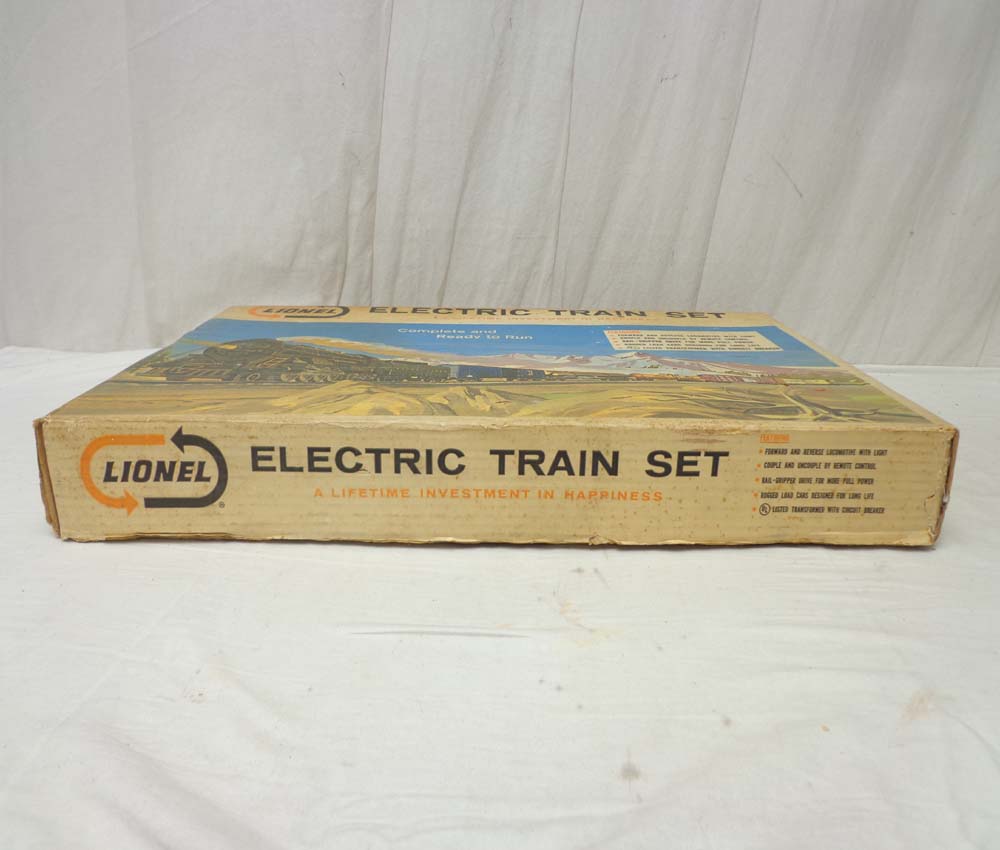 LIONEL
ELECTRIC TRAIN SET
Complete and
Ready to Run
LIONEL
®
ELECTRIC TRAIN SET
A LIFETIME INVESTMENT IN HAPPINESS
FEATURING
• FORWARD AND REVERSE LOCOMOTIVE WITH LIGHT
• COUPLE AND UNCOUPLE BY REMOTE CONTROL
• RAIL-GRIPPER DRIVE FOR MORE PULL POWER
• RUGGED LOAD CARS DESIGNED FOR LONG LIFE
• UL LISTED TRANSFORMER WITH CIRCUIT BREAKER